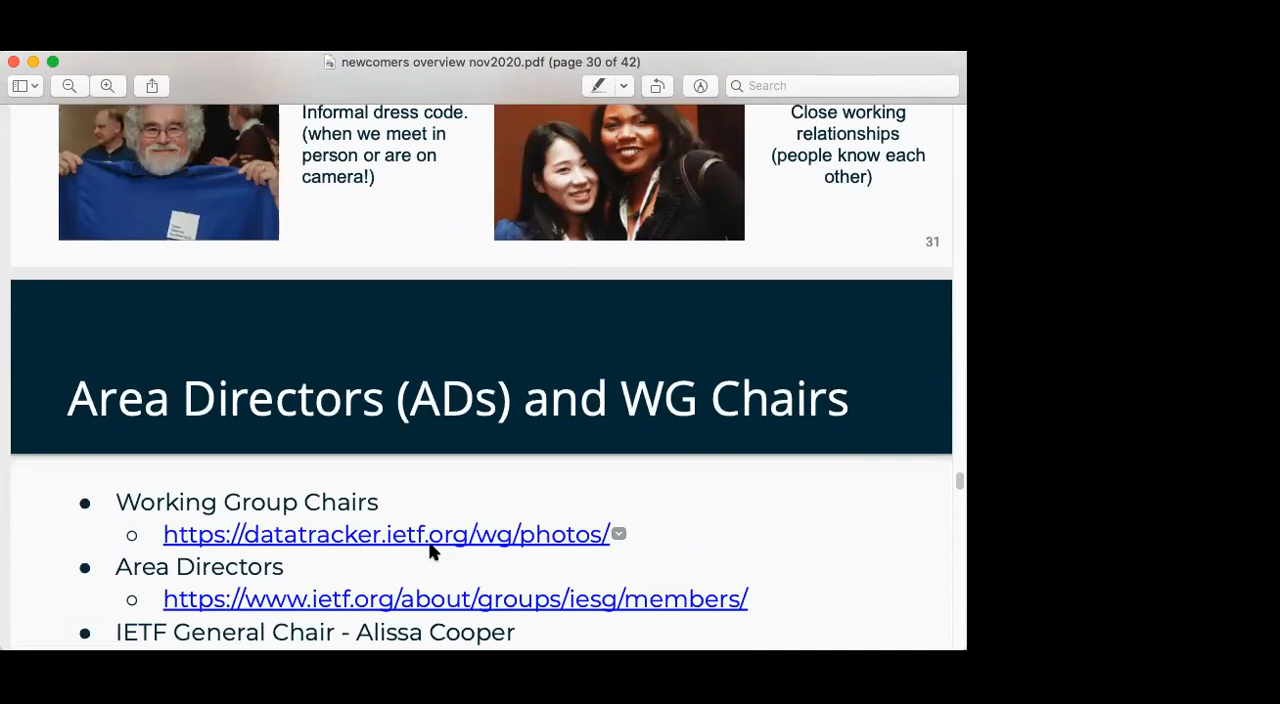 newcomers overview nov2020.pdf (page 30 of 42)
Search
Informal dress code.
(when we meet in
person or are on
camera!)
Close working
relationships
(people know each
other)
31
Area Directors (ADs) and WG Chairs
● Working Group Chairs
○ https://datatracker.ietf.org/wg/photos/
● Area Directors
○ https://www.ietf.org/about/groups/iesg/members/
● IETF General Chair - Alissa Cooper